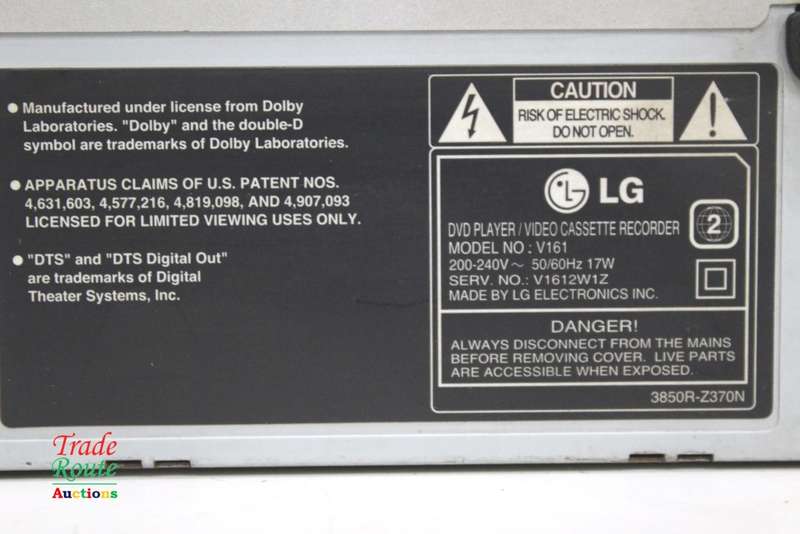 ● Manufactured under license from Dolby
Laboratories. "Dolby" and the double-D
symbol are trademarks of Dolby Laboratories.
● APPARATUS CLAIMS OF U.S. PATENT NOS.
4,631,603, 4,577,216, 4,819,098, AND 4,907,093
LICENSED FOR LIMITED VIEWING USES ONLY.
● "DTS" and "DTS Digital Out"
are trademarks of Digital
Theater Systems, Inc.
CAUTION
RISK OF ELECTRIC SHOCK.
DO NOT OPEN.
LG
DVD PLAYER / VIDEO CASSETTE RECORDER
MODEL NO : V161
200-240V~ 50/60Hz 17W
SERV. NO.: V1612W1Z
MADE BY LG ELECTRONICS INC.
2
DANGER!
ALWAYS DISCONNECT FROM THE MAINS
BEFORE REMOVING COVER. LIVE PARTS
ARE ACCESSIBLE WHEN EXPOSED.
3850R-Z370N
Trade
Route
Auctions